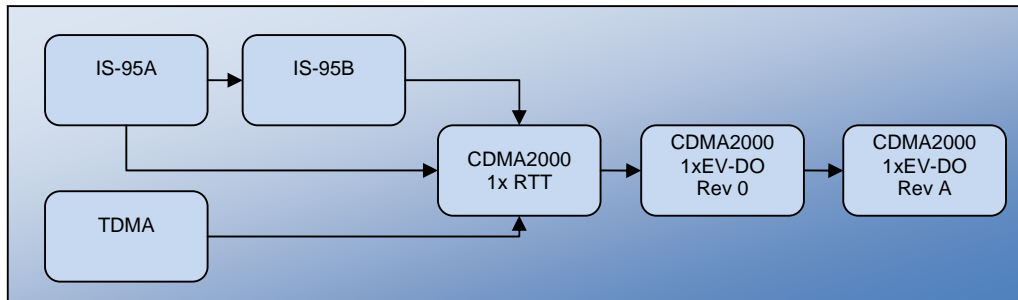 IS-95A
IS-95B
CDMA2000
1x RTT
CDMA2000
1xEV-DO
Rev 0
CDMA2000
1xEV-DO
Rev A
TDMA